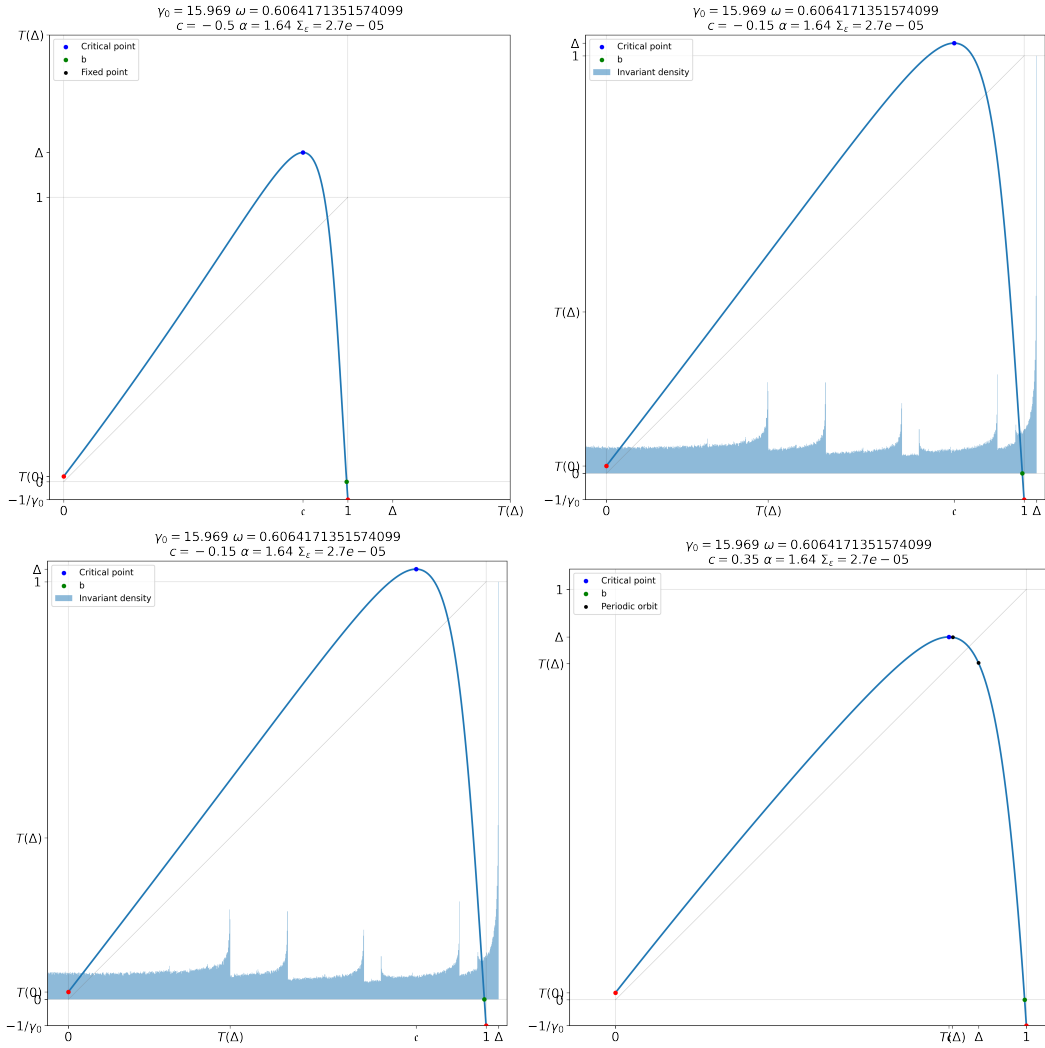 γ₀ = 15.969 ω = 0.6064171351574099
c = −0.5 α = 1.64 Σ_ε = 2.7e − 05
T(Δ)
Critical point
b
Fixed point
Δ
1
T(0)
0
−1/γ₀
0
𝔠
1
Δ
T(Δ)
γ₀ = 15.969 ω = 0.6064171351574099
c = −0.15 α = 1.64 Σ_ε = 2.7e − 05
Δ
Critical point
1
b
Invariant density
T(Δ)
T(0)
0
−1/γ₀
0
T(Δ)
𝔠
1
Δ
γ₀ = 15.969 ω = 0.6064171351574099
c = −0.15 α = 1.64 Σ_ε = 2.7e − 05
Δ
Critical point
1
b
Invariant density
T(Δ)
T(0)
0
−1/γ₀
0
T(Δ)
𝔠
1
Δ
γ₀ = 15.969 ω = 0.6064171351574099
c = 0.35 α = 1.64 Σ_ε = 2.7e − 05
Critical point
1
b
Periodic orbit
Δ
T(Δ)
T(0)
0
−1/γ₀
0
𝔠
T(Δ)
Δ
1